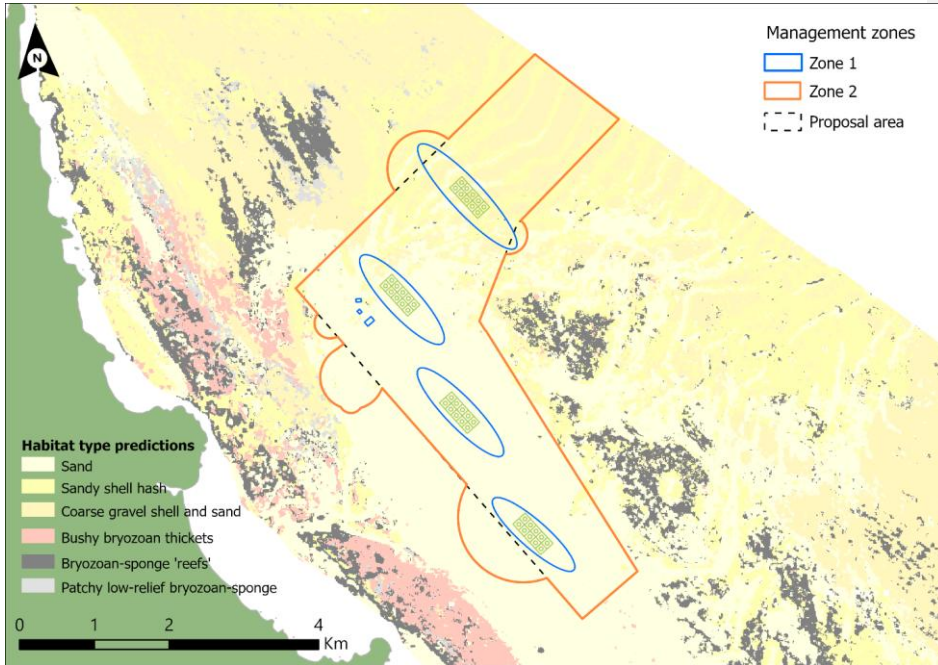 N
Management zones
Zone 1
Zone 2
Proposal area
Habitat type predictions
Sand
Sandy shell hash
Coarse gravel shell and sand
Bushy bryozoan thickets
Bryozoan-sponge 'reefs'
Patchy low-relief bryozoan-sponge
0 1 2 4
Km